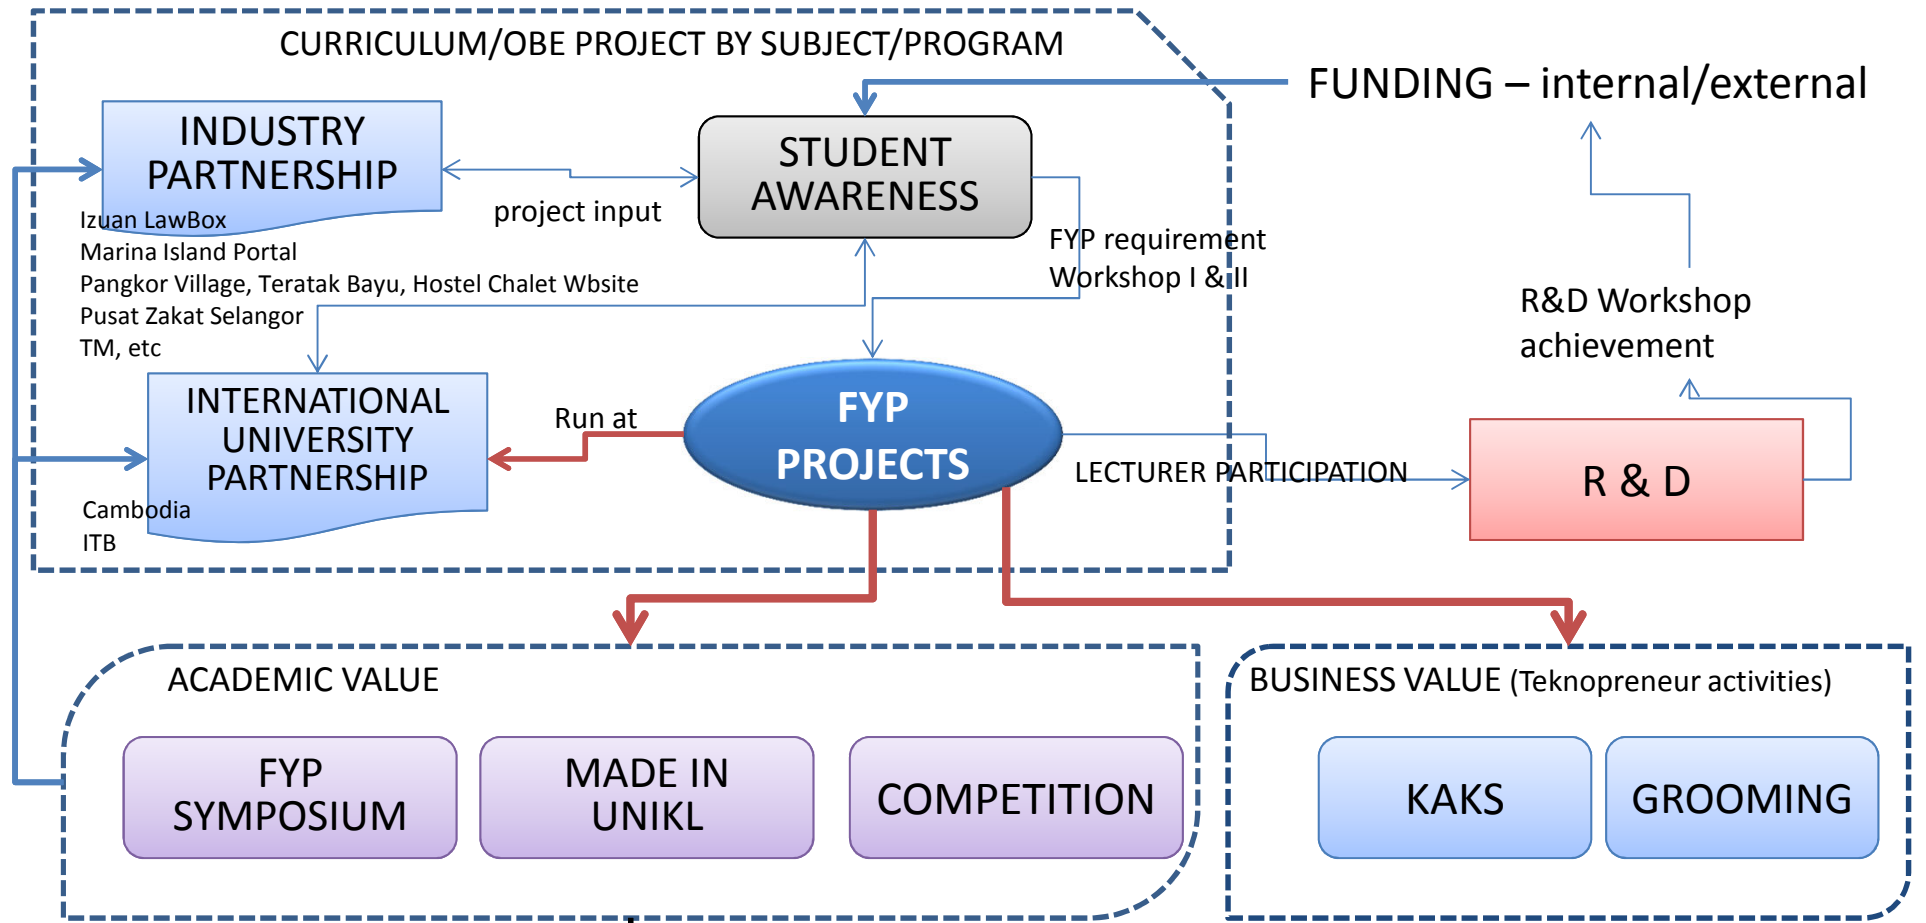 CURRICULUM/OBE PROJECT BY SUBJECT/PROGRAM
FUNDING – internal/external
INDUSTRY
PARTNERSHIP
STUDENT
AWARENESS
project input
Izuan LawBox
Marina Island Portal
Pangkor Village, Teratak Bayu, Hostel Chalet Wbsite
Pusat Zakat Selangor
TM, etc
FYP requirement
Workshop I & II
R&D Workshop
achievement
INTERNATIONAL
UNIVERSITY
PARTNERSHIP
Run at
FYP
PROJECTS
LECTURER PARTICIPATION
R & D
Cambodia
ITB
ACADEMIC VALUE
FYP
SYMPOSIUM
MADE IN
UNIKL
COMPETITION
BUSINESS VALUE (Teknopreneur activities)
KAKS
GROOMING